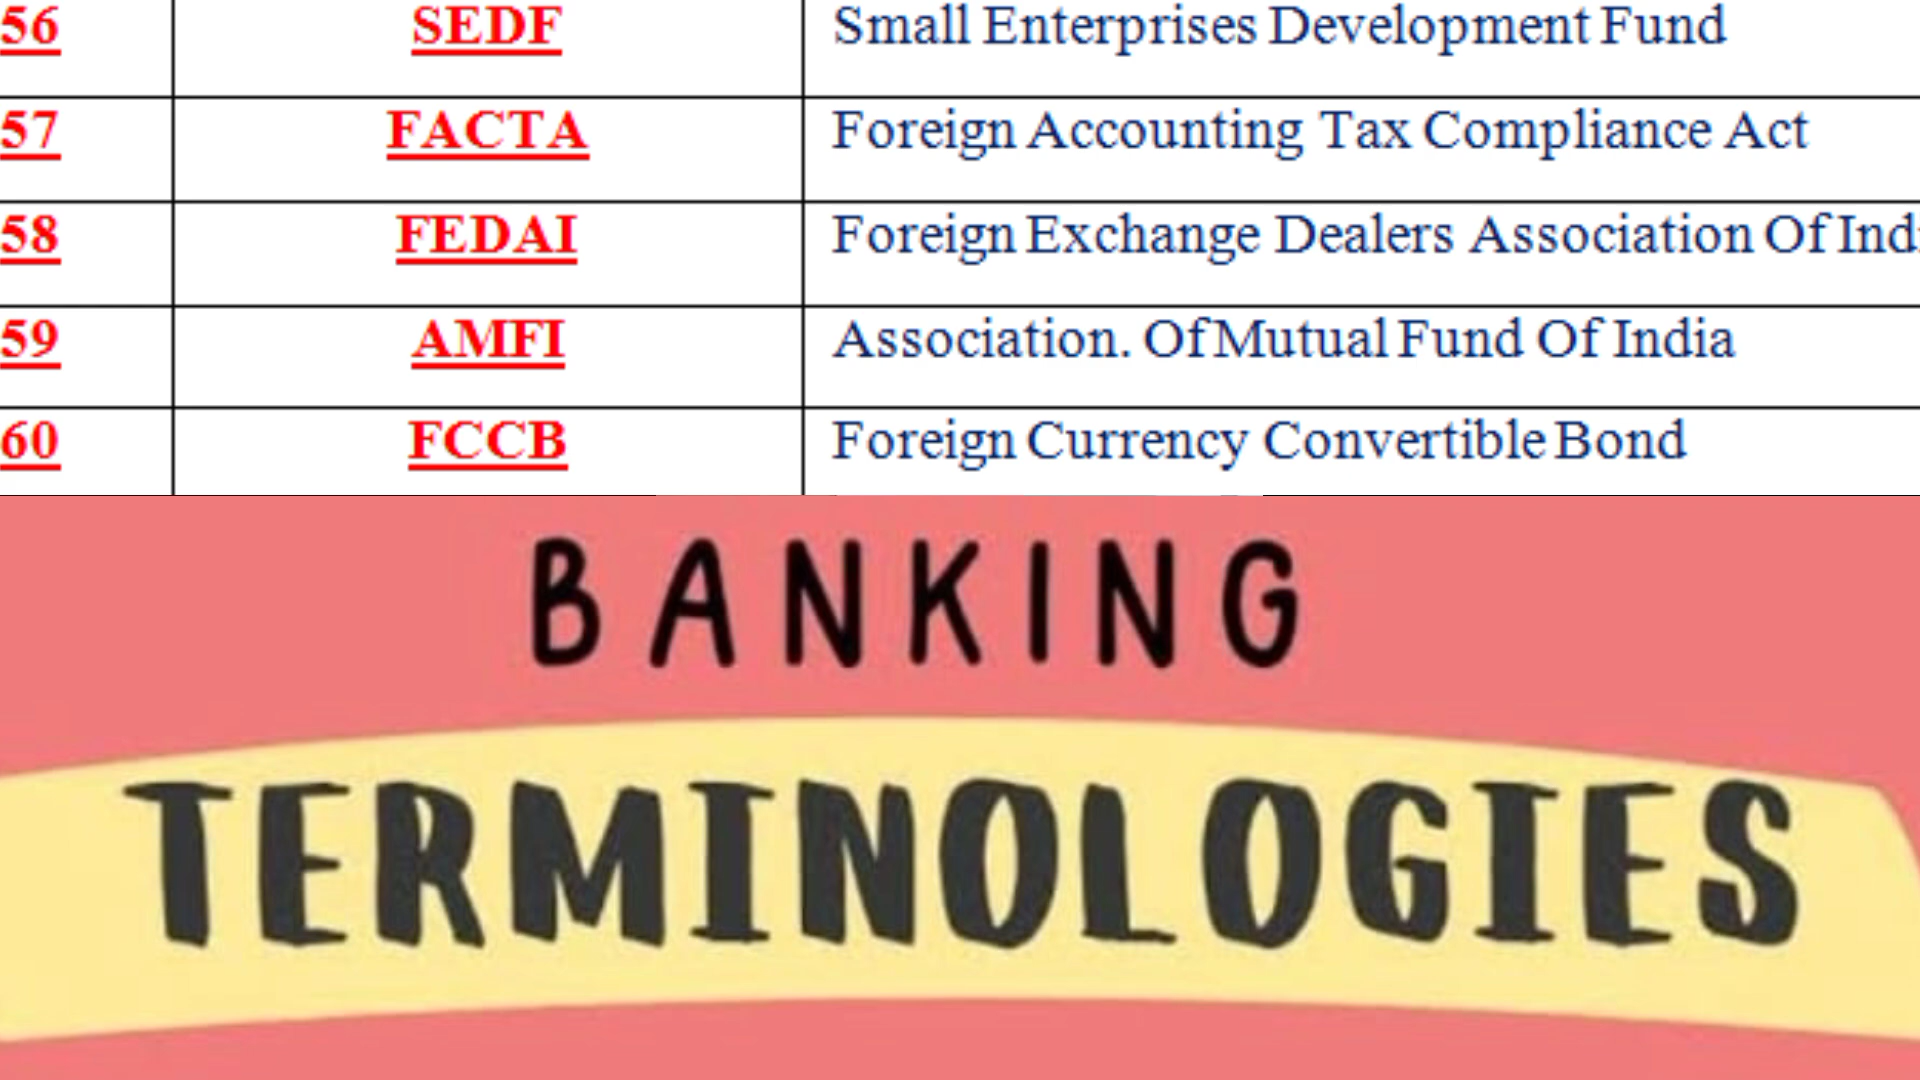 56 SEDF Small Enterprises Development Fund
57 FACTA Foreign Accounting Tax Compliance Act
58 FEDAI Foreign Exchange Dealers Association Of Indi
59 AMFI Association. Of Mutual Fund Of India
60 FCCB Foreign Currency Convertible Bond
BANKING
TERMINOLOGIES